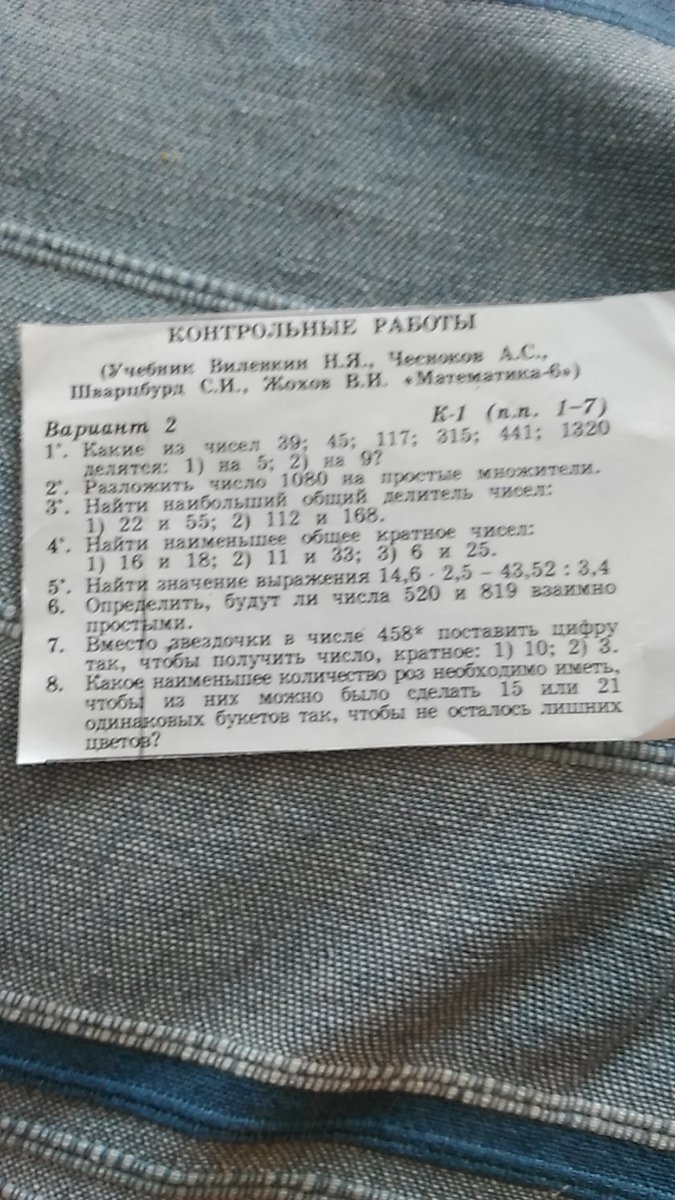 КОНТРОЛЬНЫЕ РАБОТЫ
(Учебник Виленкин Н.Я., Чесноков А.С.,
Шварцбурд С.И., Жохов В.И. «Математика-6»)
Вариант 2 К-1 (п.п. 1–7)
1°. Какие из чисел 39; 45; 117; 315; 441; 1320
делятся: 1) на 5; 2) на 9?
2°. Разложить число 1080 на простые множители.
3°. Найти наибольший общий делитель чисел:
1) 22 и 55; 2) 112 и 168.
4°. Найти наименьшее общее кратное чисел:
1) 16 и 18; 2) 11 и 33; 3) 6 и 25.
5°. Найти значение выражения 14,6 · 2,5 – 43,52 : 3,4
6. Определить, будут ли числа 520 и 819 взаимно
простыми.
7. Вместо звездочки в числе 458* поставить цифру
так, чтобы получить число, кратное: 1) 10; 2) 3.
8. Какое наименьшее количество роз необходимо иметь,
чтобы из них можно было сделать 15 или 21
одинаковых букетов так, чтобы не осталось лишних
цветов?